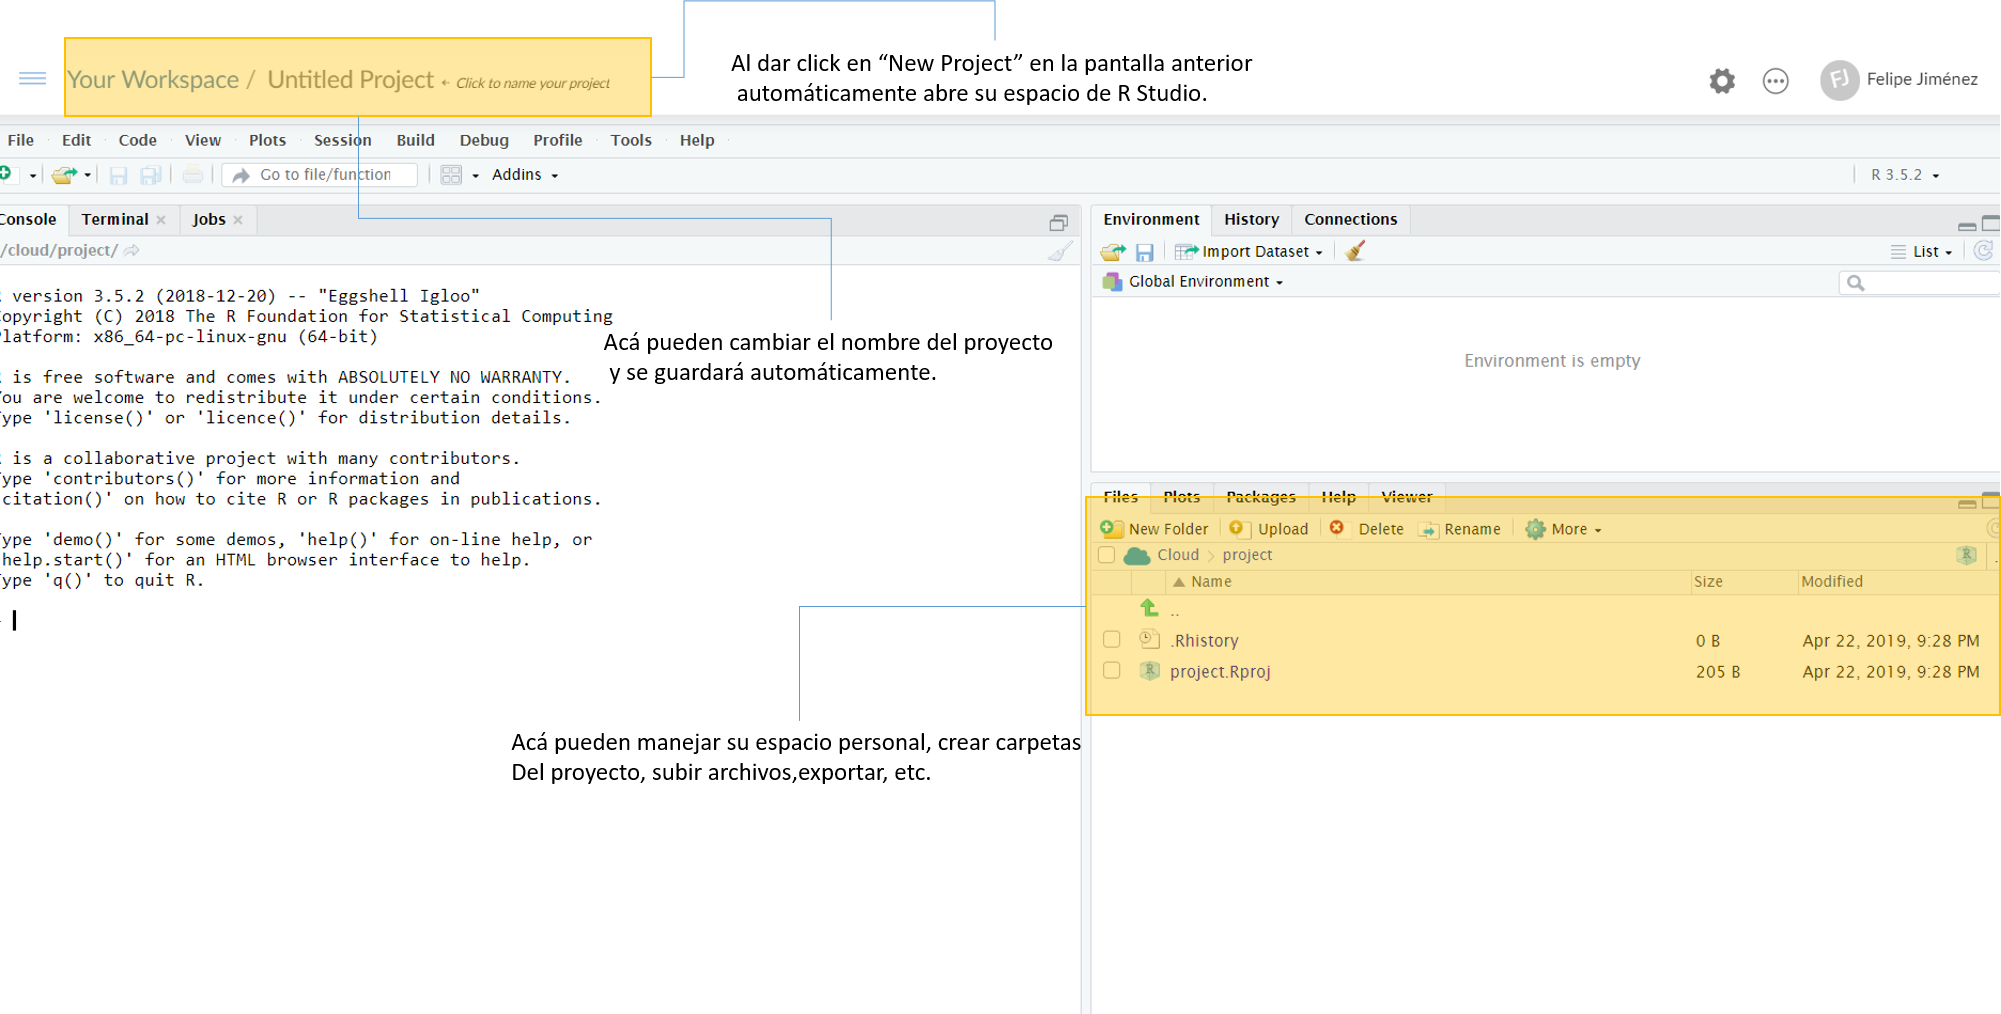 Al dar click en “New Project” en la pantalla anterior
automáticamente abre su espacio de R Studio.
Your Workspace / Untitled Project ← Click to name your project
FJ Felipe Jiménez
File Edit Code View Plots Session Build Debug Profile Tools Help
Go to file/function Addins R 3.5.2
Console Terminal Jobs
/cloud/project/
version 3.5.2 (2018-12-20) -- "Eggshell Igloo"
opyright (C) 2018 The R Foundation for Statistical Computing
latform: x86_64-pc-linux-gnu (64-bit)
is free software and comes with ABSOLUTELY NO WARRANTY.
ou are welcome to redistribute it under certain conditions.
ype 'license()' or 'licence()' for distribution details.
is a collaborative project with many contributors.
ype 'contributors()' for more information and
citation()' on how to cite R or R packages in publications.
ype 'demo()' for some demos, 'help()' for on-line help, or
help.start()' for an HTML browser interface to help.
ype 'q()' to quit R.
Acá pueden cambiar el nombre del proyecto
y se guardará automáticamente.
Acá pueden manejar su espacio personal, crear carpetas
Del proyecto, subir archivos,exportar, etc.
Environment History Connections
Import Dataset List
Global Environment
Environment is empty
Files Plots Packages Help Viewer
New Folder Upload Delete Rename More
Cloud > project
Name Size Modified
..
.Rhistory 0 B Apr 22, 2019, 9:28 PM
project.Rproj 205 B Apr 22, 2019, 9:28 PM